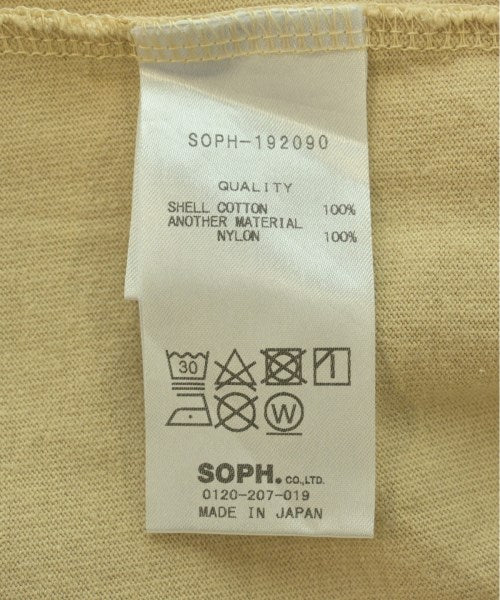 SOPH-192090
QUALITY
SHELL COTTON 100%
ANOTHER MATERIAL
NYLON 100%
30
W
SOPH. CO.,LTD.
0120-207-019
MADE IN JAPAN